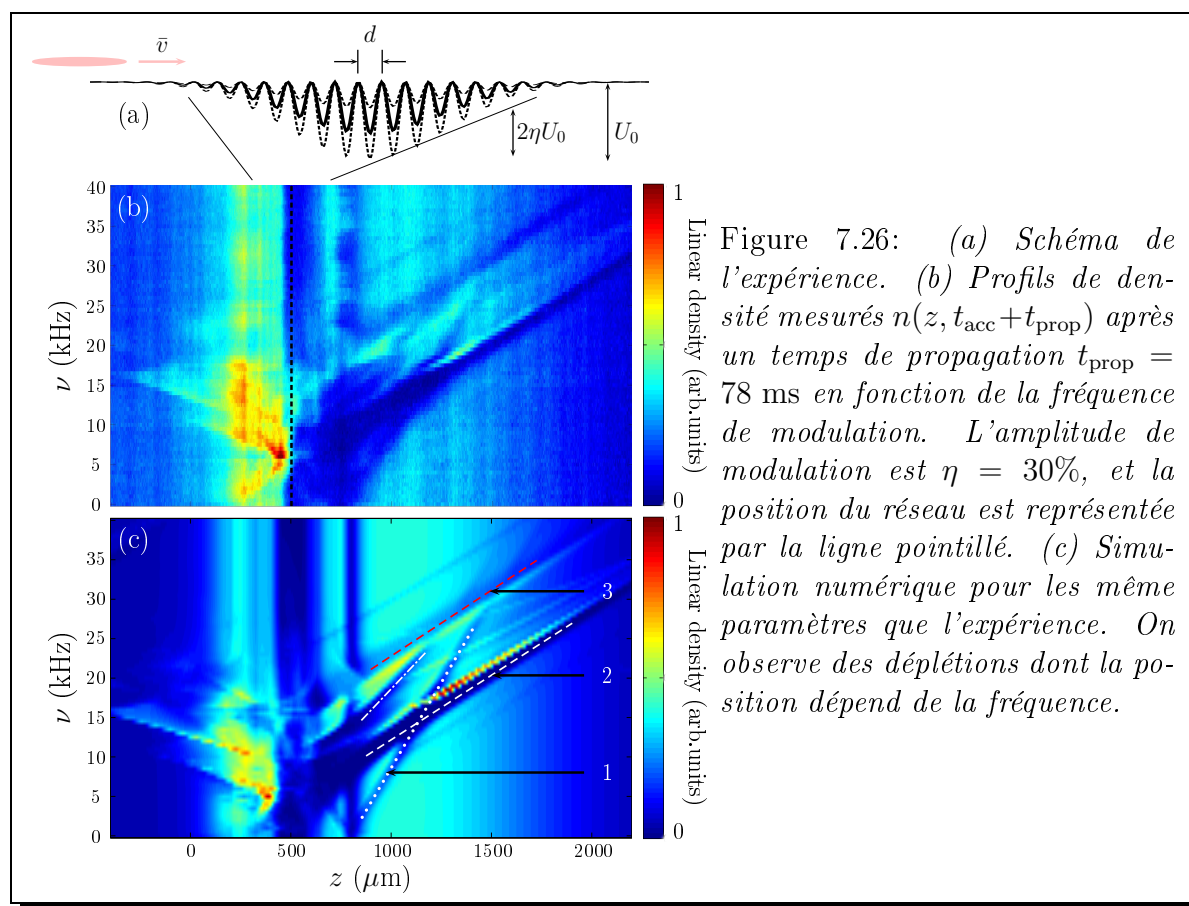 v̄
d
(a)
2ηU₀
U₀
(b)
40
35
30
25
20
15
10
5
0
ν (kHz)
1
0
Linear density (arb.units)
(c)
35
30
25
20
15
10
5
0
ν (kHz)
3
2
1
1
0
Linear density (arb.units)
0
500
1000
1500
2000
z (μm)
Figure 7.26: (a) Schéma de
l'expérience. (b) Profils de den-
sité mesurés n(z, t_acc+t_prop) après
un temps de propagation t_prop =
78 ms en fonction de la fréquence
de modulation. L'amplitude de
modulation est η = 30%, et la
position du réseau est représentée
par la ligne pointillé. (c) Simu-
lation numérique pour les même
paramètres que l'expérience. On
observe des déplétions dont la po-
sition dépend de la fréquence.